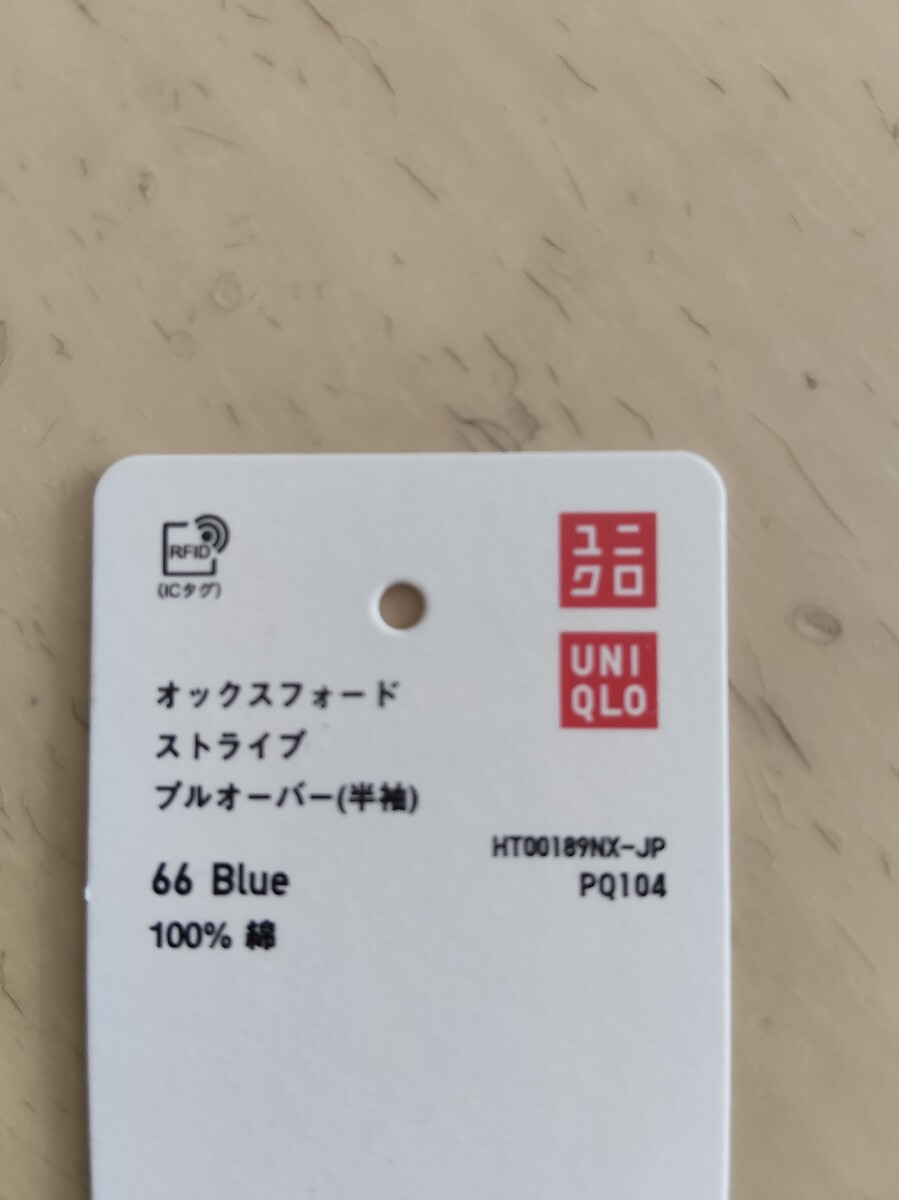 RFID
(ICタグ)
ユニ
クロ
UNI
QLO
オックスフォード
ストライプ
プルオーバー(半袖)
HT00189NX-JP
66 Blue
PQ104
100% 綿